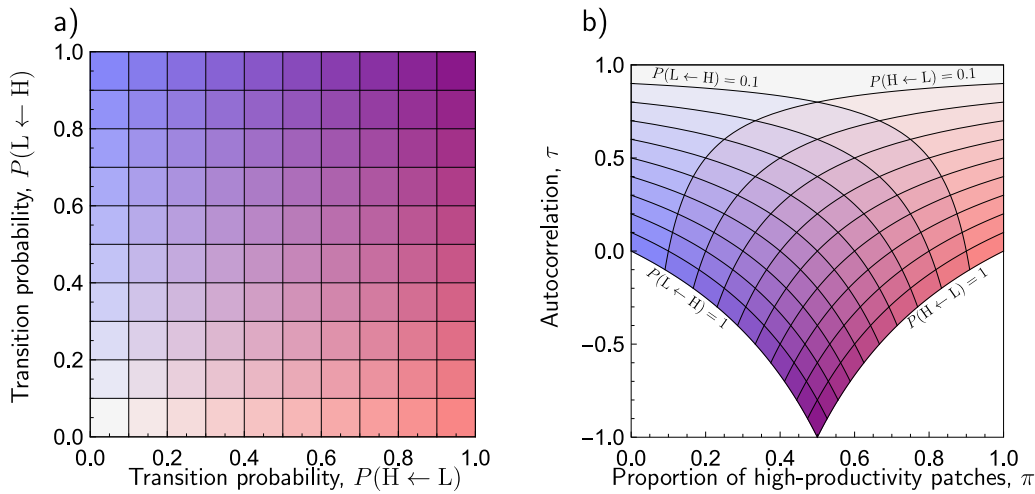 a)
Transition probability, P(L ← H)
1.0
0.8
0.6
0.4
0.2
0.0
0.0 0.2 0.4 0.6 0.8 1.0
Transition probability, P(H ← L)
b)
Autocorrelation, τ
1.0
0.5
0.0
−0.5
−1.0
P(L ← H) = 0.1
P(H ← L) = 0.1
P(L ← H) = 1
P(H ← L) = 1
0.0 0.2 0.4 0.6 0.8 1.0
Proportion of high-productivity patches, π